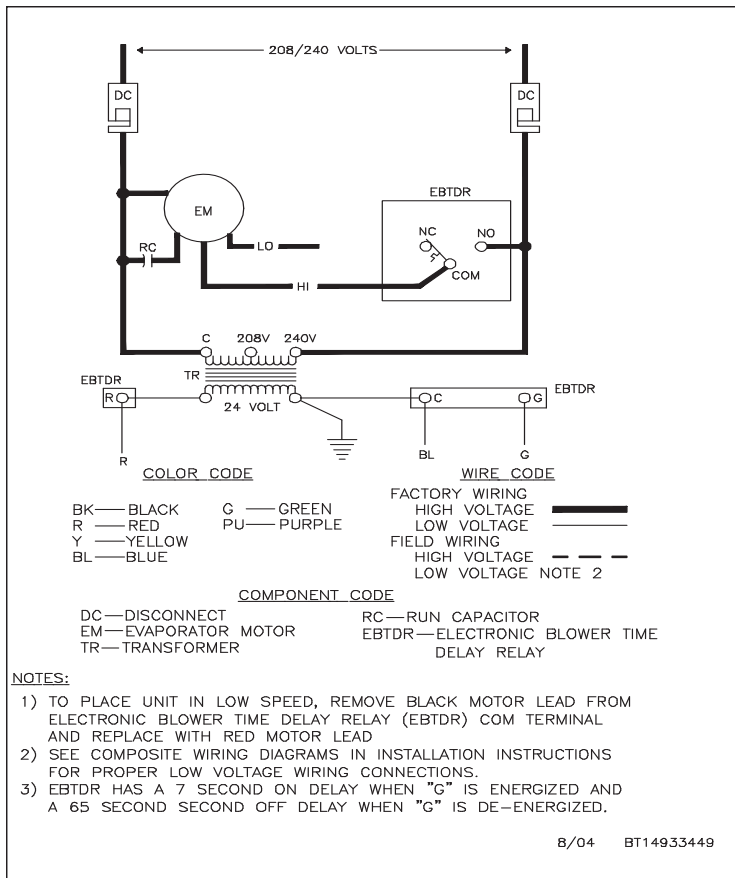 208/240 VOLTS
DC
DC
EM
EBTDR
NC
NO
COM
RC
LO
HI
C 208V 240V
TR
24 VOLT
EBTDR
R
R
C
G
EBTDR
BL
G
COLOR CODE
BK—BLACK
R —RED
Y —YELLOW
BL—BLUE
G —GREEN
PU—PURPLE
WIRE CODE
FACTORY WIRING
HIGH VOLTAGE
LOW VOLTAGE
FIELD WIRING
HIGH VOLTAGE
LOW VOLTAGE NOTE 2
COMPONENT CODE
DC—DISCONNECT
EM—EVAPORATOR MOTOR
TR—TRANSFORMER
RC—RUN CAPACITOR
EBTDR—ELECTRONIC BLOWER TIME
DELAY RELAY
NOTES:
1) TO PLACE UNIT IN LOW SPEED, REMOVE BLACK MOTOR LEAD FROM
ELECTRONIC BLOWER TIME DELAY RELAY (EBTDR) COM TERMINAL
AND REPLACE WITH RED MOTOR LEAD
2) SEE COMPOSITE WIRING DIAGRAMS IN INSTALLATION INSTRUCTIONS
FOR PROPER LOW VOLTAGE WIRING CONNECTIONS.
3) EBTDR HAS A 7 SECOND ON DELAY WHEN "G" IS ENERGIZED AND
A 65 SECOND SECOND OFF DELAY WHEN "G" IS DE-ENERGIZED.
8/04 BT14933449